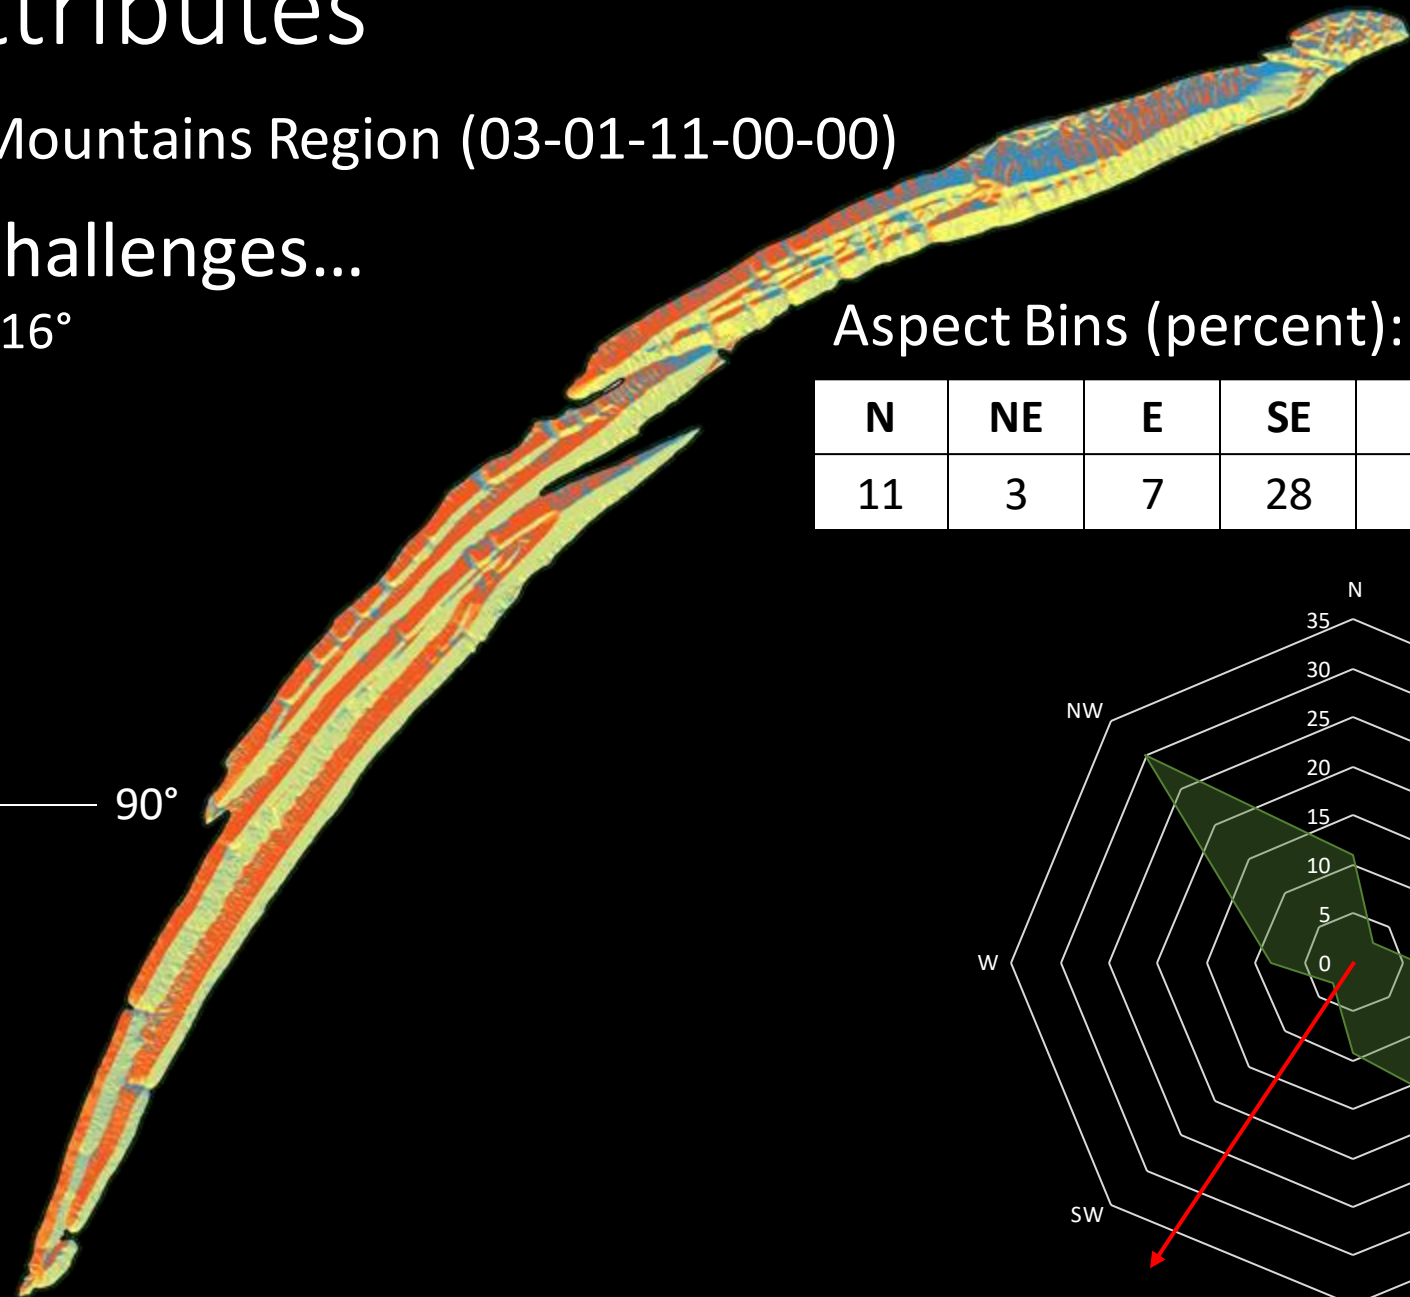 ttributes
Mountains Region (03-01-11-00-00)
hallenges…
16°
90°
Aspect Bins (percent):
N NE E SE
11 3 7 28
N
35
30
25
20
15
10
5
0
NW
W
SW